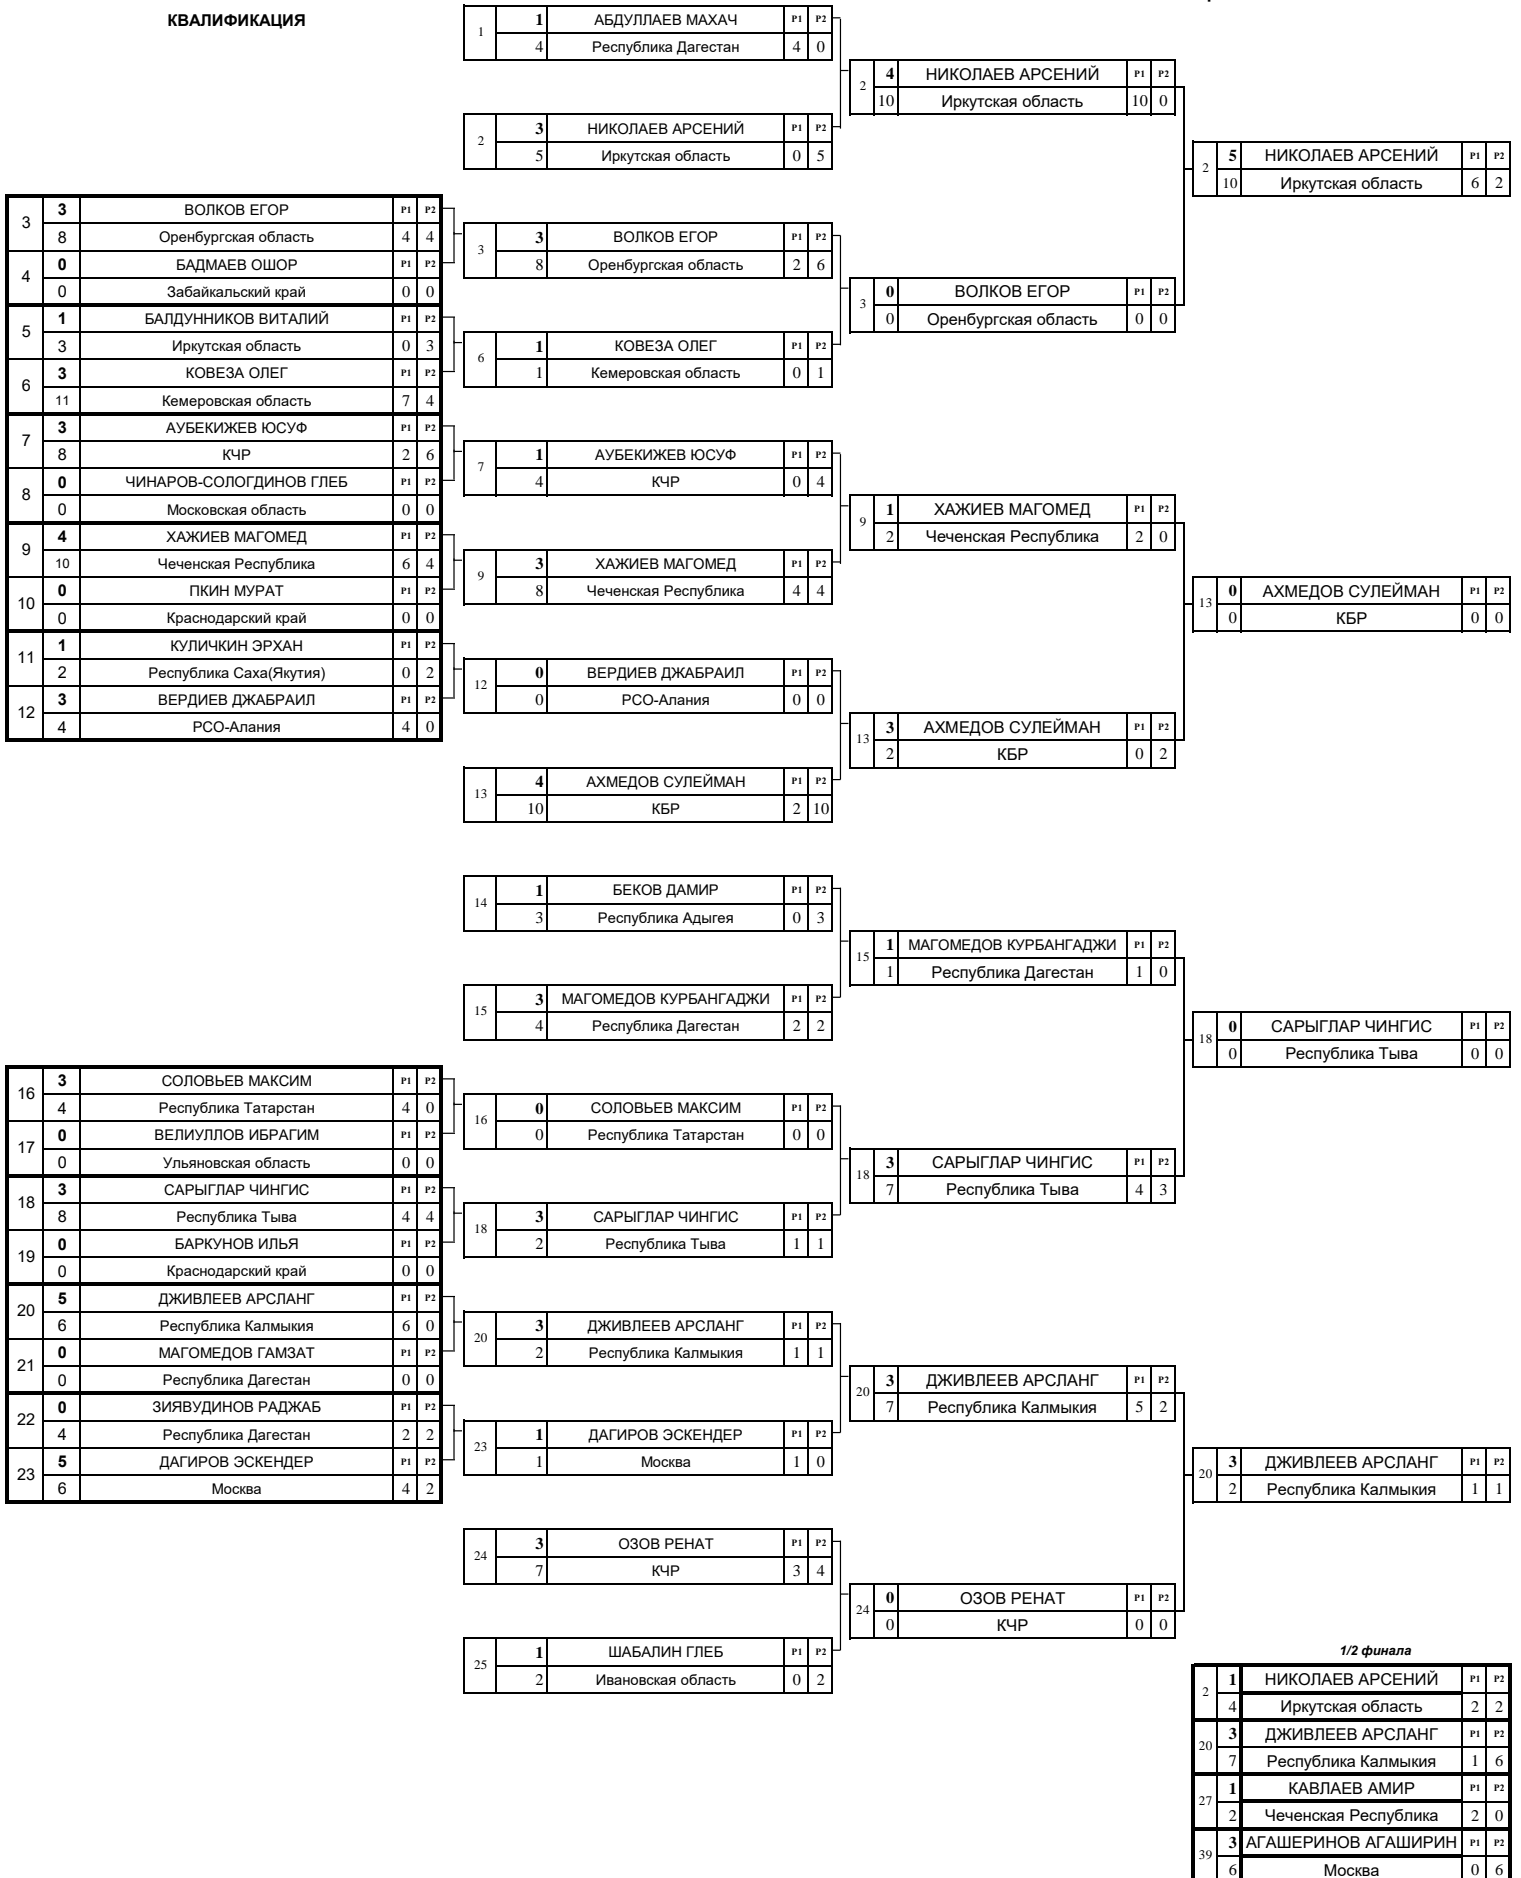 КВАЛИФИКАЦИЯ
1 1 АБДУЛЛАЕВ МАХАЧ P1 P2
4 Республика Дагестан 4 0
2 3 НИКОЛАЕВ АРСЕНИЙ P1 P2
5 Иркутская область 0 5
3 3 ВОЛКОВ ЕГОР P1 P2
8 Оренбургская область 4 4
4 0 БАДМАЕВ ОШОР P1 P2
0 Забайкальский край 0 0
5 1 БАЛДУННИКОВ ВИТАЛИЙ P1 P2
3 Иркутская область 0 3
6 3 КОВЕЗА ОЛЕГ P1 P2
11 Кемеровская область 7 4
7 3 АУБЕКИЖЕВ ЮСУФ P1 P2
8 КЧР 2 6
8 0 ЧИНАРОВ-СОЛОГДИНОВ ГЛЕБ P1 P2
0 Московская область 0 0
9 4 ХАЖИЕВ МАГОМЕД P1 P2
10 Чеченская Республика 6 4
10 0 ПКИН МУРАТ P1 P2
0 Краснодарский край 0 0
11 1 КУЛИЧКИН ЭРХАН P1 P2
2 Республика Саха(Якутия) 0 2
12 3 ВЕРДИЕВ ДЖАБРАИЛ P1 P2
4 РСО-Алания 4 0
3 3 ВОЛКОВ ЕГОР P1 P2
8 Оренбургская область 2 6
6 1 КОВЕЗА ОЛЕГ P1 P2
1 Кемеровская область 0 1
7 1 АУБЕКИЖЕВ ЮСУФ P1 P2
4 КЧР 0 4
9 3 ХАЖИЕВ МАГОМЕД P1 P2
8 Чеченская Республика 4 4
12 0 ВЕРДИЕВ ДЖАБРАИЛ P1 P2
0 РСО-Алания 0 0
13 4 АХМЕДОВ СУЛЕЙМАН P1 P2
10 КБР 2 10
2 4 НИКОЛАЕВ АРСЕНИЙ P1 P2
10 Иркутская область 10 0
3 0 ВОЛКОВ ЕГОР P1 P2
0 Оренбургская область 0 0
9 1 ХАЖИЕВ МАГОМЕД P1 P2
2 Чеченская Республика 2 0
13 3 АХМЕДОВ СУЛЕЙМАН P1 P2
2 КБР 0 2
2 5 НИКОЛАЕВ АРСЕНИЙ P1 P2
10 Иркутская область 6 2
13 0 АХМЕДОВ СУЛЕЙМАН P1 P2
0 КБР 0 0
14 1 БЕКОВ ДАМИР P1 P2
3 Республика Адыгея 0 3
15 3 МАГОМЕДОВ КУРБАНГАДЖИ P1 P2
4 Республика Дагестан 2 2
16 3 СОЛОВЬЕВ МАКСИМ P1 P2
4 Республика Татарстан 4 0
17 0 ВЕЛИУЛЛОВ ИБРАГИМ P1 P2
0 Ульяновская область 0 0
18 3 САРЫГЛАР ЧИНГИС P1 P2
8 Республика Тыва 4 4
19 0 БАРКУНОВ ИЛЬЯ P1 P2
0 Краснодарский край 0 0
20 5 ДЖИВЛЕЕВ АРСЛАНГ P1 P2
6 Республика Калмыкия 6 0
21 0 МАГОМЕДОВ ГАМЗАТ P1 P2
0 Республика Дагестан 0 0
22 0 ЗИЯВУДИНОВ РАДЖАБ P1 P2
4 Республика Дагестан 2 2
23 5 ДАГИРОВ ЭСКЕНДЕР P1 P2
6 Москва 4 2
16 0 СОЛОВЬЕВ МАКСИМ P1 P2
0 Республика Татарстан 0 0
18 3 САРЫГЛАР ЧИНГИС P1 P2
2 Республика Тыва 1 1
20 3 ДЖИВЛЕЕВ АРСЛАНГ P1 P2
2 Республика Калмыкия 1 1
23 1 ДАГИРОВ ЭСКЕНДЕР P1 P2
1 Москва 1 0
24 3 ОЗОВ РЕНАТ P1 P2
7 КЧР 3 4
25 1 ШАБАЛИН ГЛЕБ P1 P2
2 Ивановская область 0 2
15 1 МАГОМЕДОВ КУРБАНГАДЖИ P1 P2
1 Республика Дагестан 1 0
18 3 САРЫГЛАР ЧИНГИС P1 P2
7 Республика Тыва 4 3
20 3 ДЖИВЛЕЕВ АРСЛАНГ P1 P2
7 Республика Калмыкия 5 2
24 0 ОЗОВ РЕНАТ P1 P2
0 КЧР 0 0
18 0 САРЫГЛАР ЧИНГИС P1 P2
0 Республика Тыва 0 0
20 3 ДЖИВЛЕЕВ АРСЛАНГ P1 P2
2 Республика Калмыкия 1 1
1/2 финала
2 1 НИКОЛАЕВ АРСЕНИЙ P1 P2
4 Иркутская область 2 2
20 3 ДЖИВЛЕЕВ АРСЛАНГ P1 P2
7 Республика Калмыкия 1 6
27 1 КАВЛАЕВ АМИР P1 P2
2 Чеченская Республика 2 0
39 3 АГАШЕРИНОВ АГАШИРИН P1 P2
6 Москва 0 6